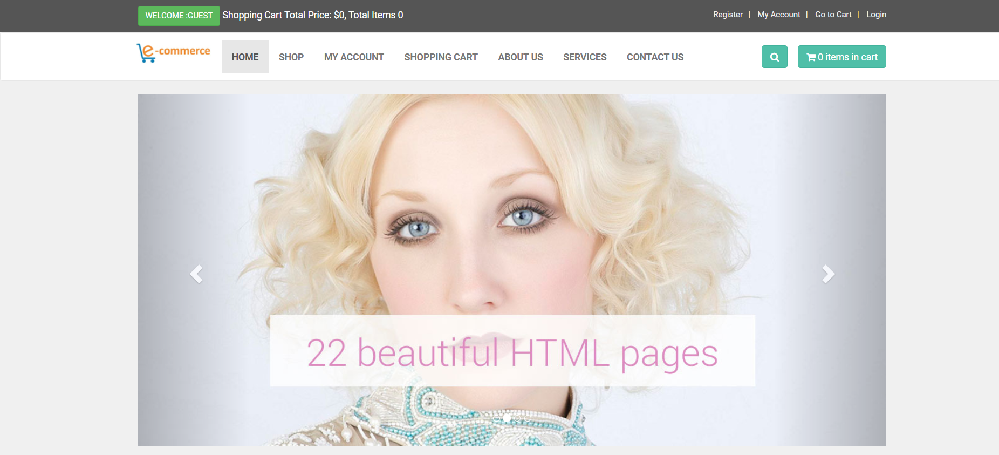 WELCOME :GUEST Shopping Cart Total Price: $0, Total Items 0 Register | My Account | Go to Cart | Login
e-commerce HOME SHOP MY ACCOUNT SHOPPING CART ABOUT US SERVICES CONTACT US 0 items in cart
22 beautiful HTML pages